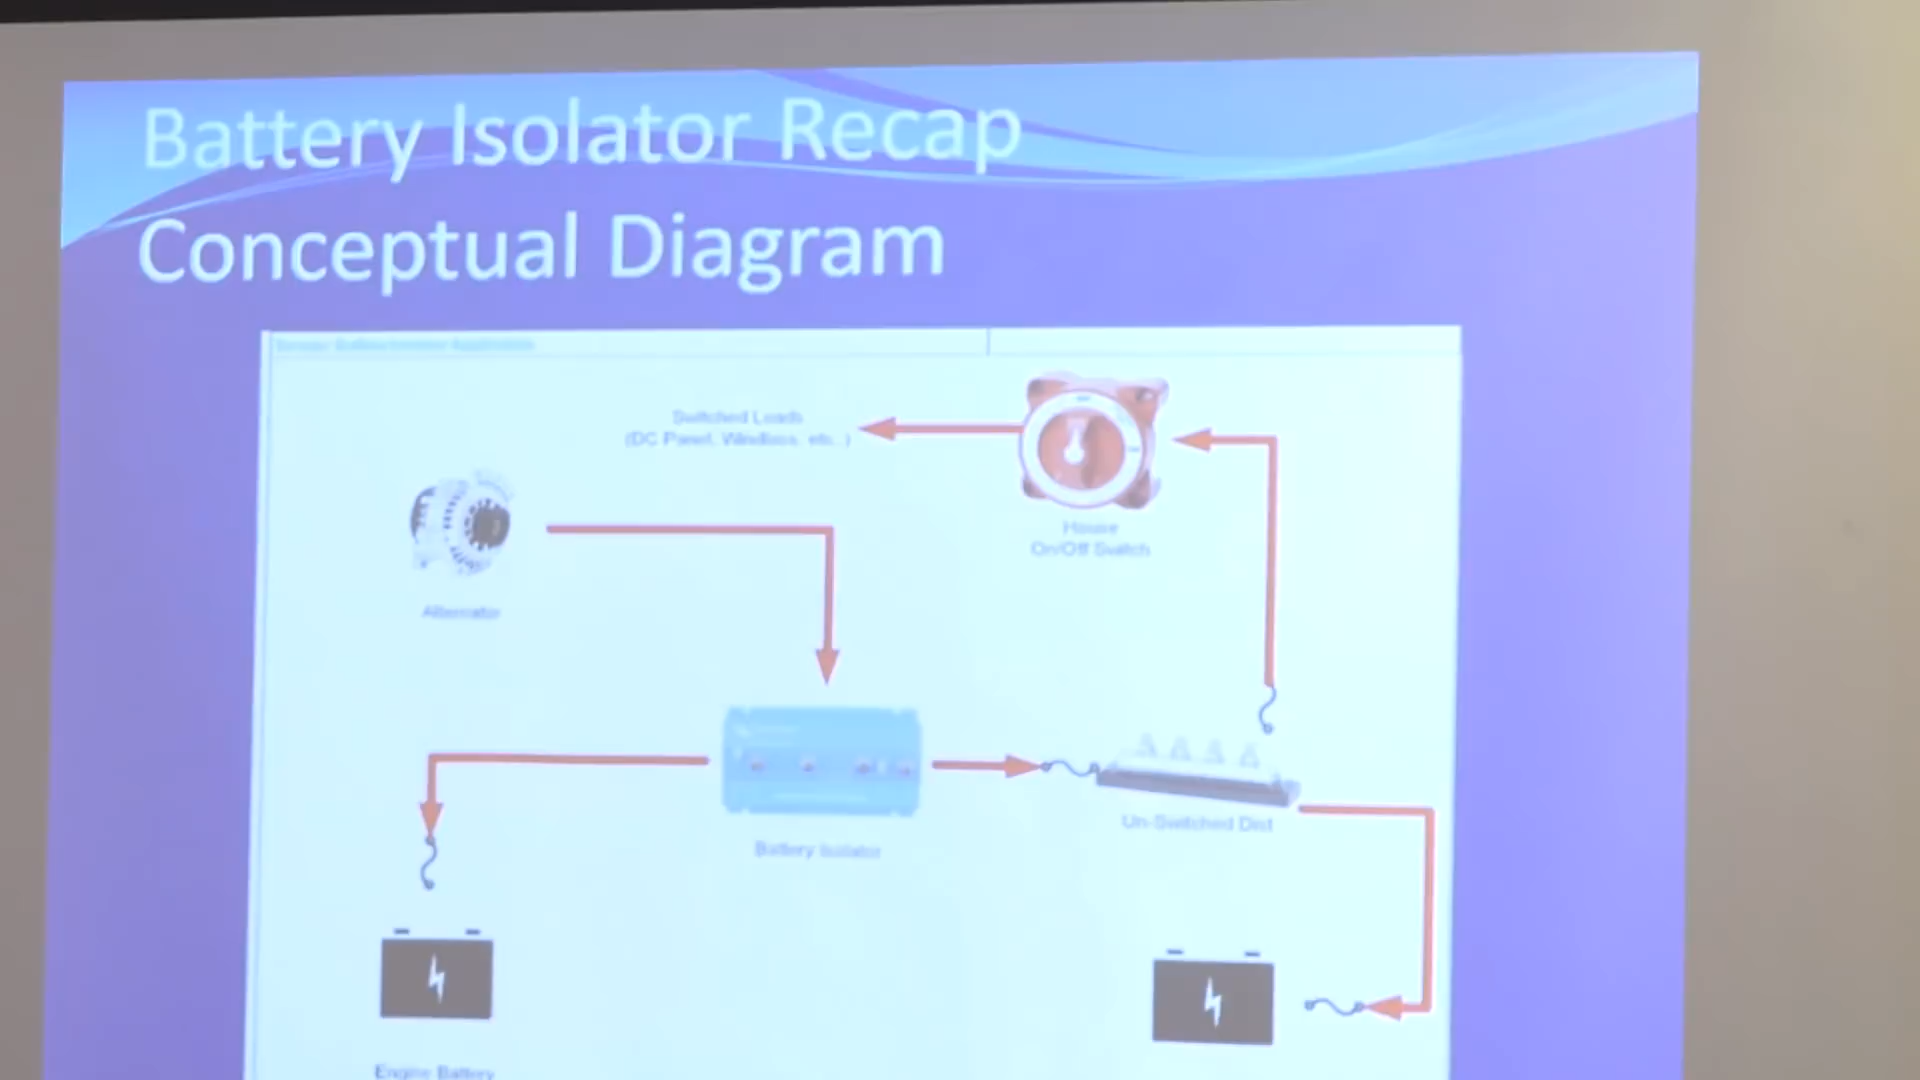 Battery Isolator Recap
Conceptual Diagram
Switched Loads
(DC Panel, Windlass, etc..)
House
On/Off Switch
Alternator
Un-Switched Dist
Battery Isolator
Engine Battery